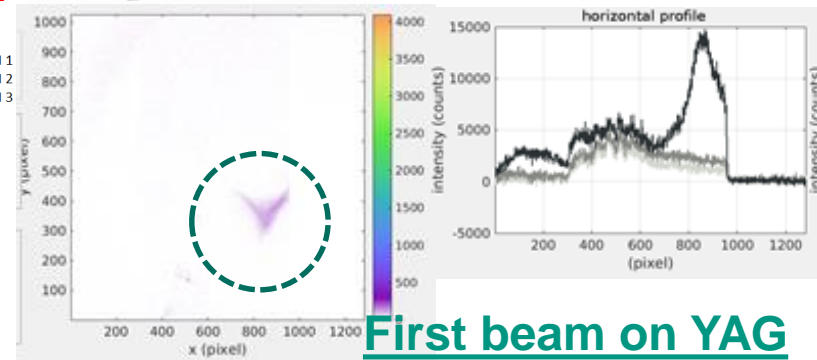 horizontal profile
1000
900
800
700
600
500
400
300
200
100
y (pixel)
200 400 600 800 1000 1200
x (pixel)
4000
3500
3000
2500
2000
1500
1000
500
15000
10000
5000
0
-5000
intensity (counts)
200 400 600 800 1000 1200
(pixel)
intensity (counts)
First beam on YAG